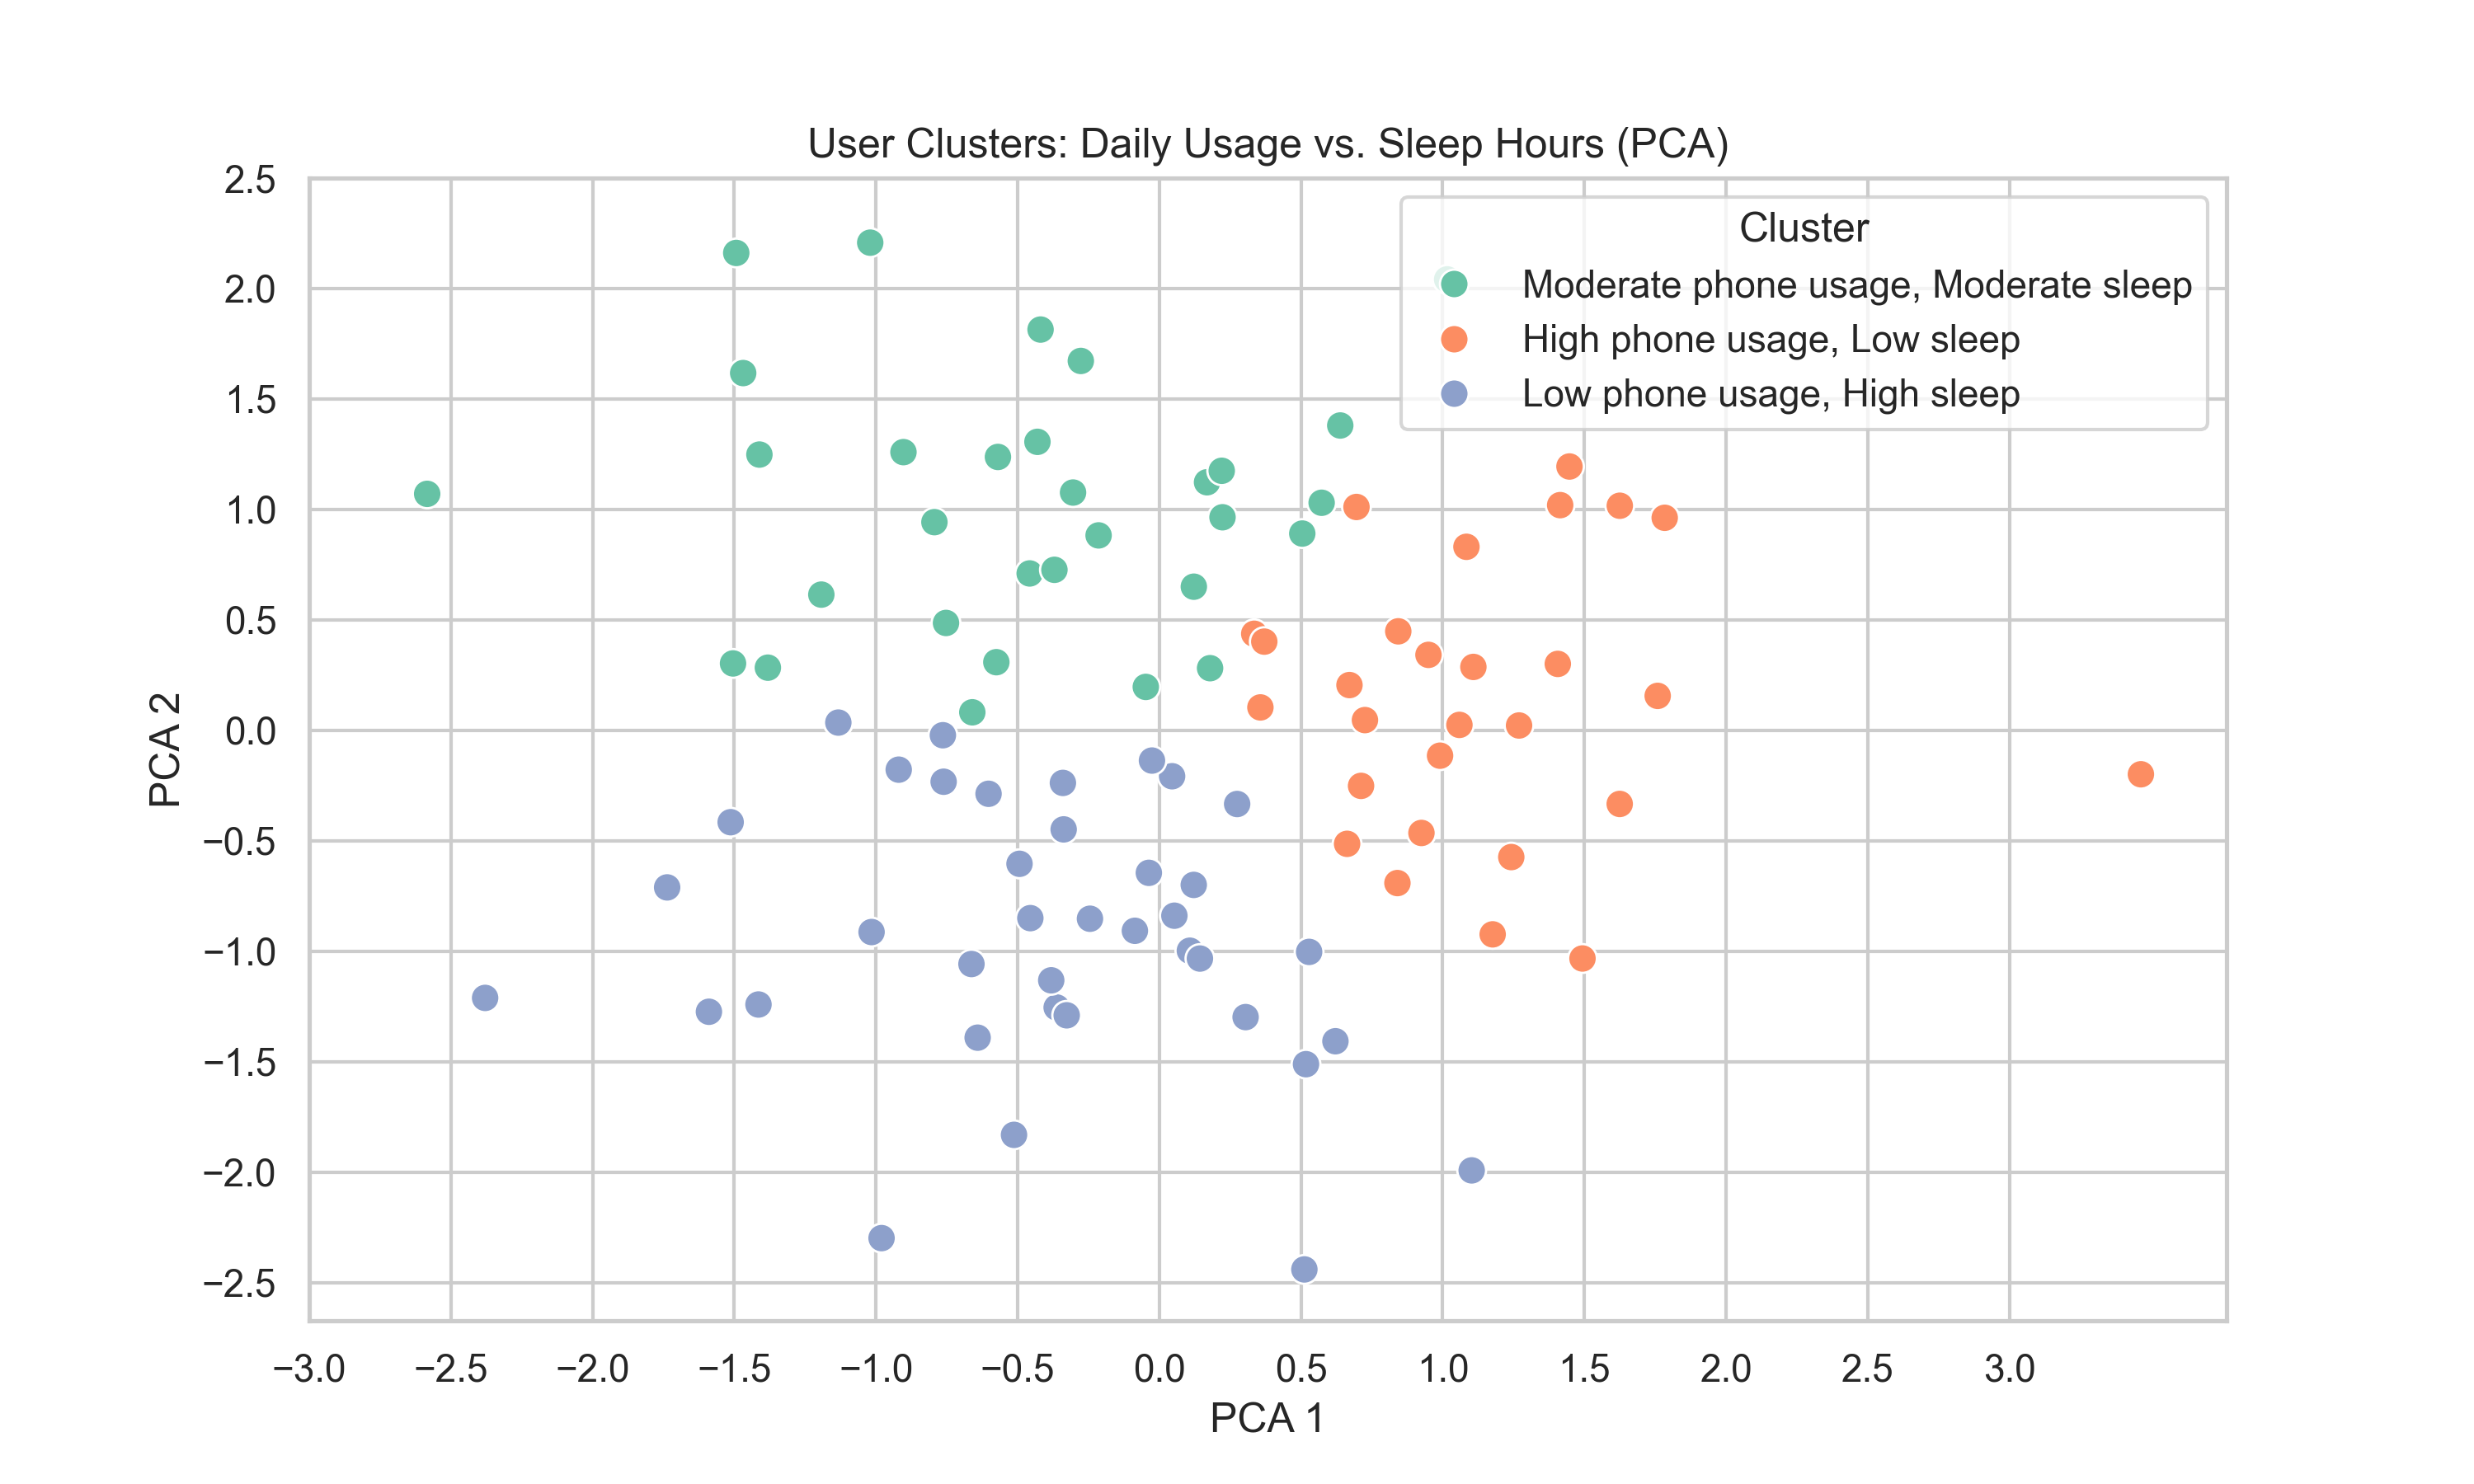 User Clusters: Daily Usage vs. Sleep Hours (PCA)
2.5
2.0
1.5
1.0
0.5
0.0
−0.5
−1.0
−1.5
−2.0
−2.5
PCA 2
Cluster
Moderate phone usage, Moderate sleep
High phone usage, Low sleep
Low phone usage, High sleep
−3.0 −2.5 −2.0 −1.5 −1.0 −0.5 0.0 0.5 1.0 1.5 2.0 2.5 3.0
PCA 1